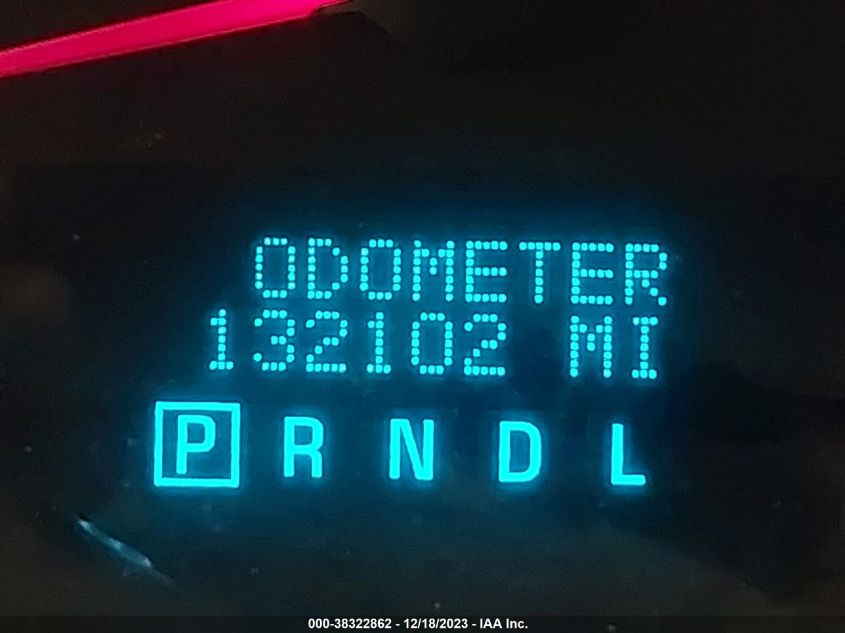 ODOMETER
132102 MI
P R N D L
000-38322862 - 12/18/2023 - IAA Inc.